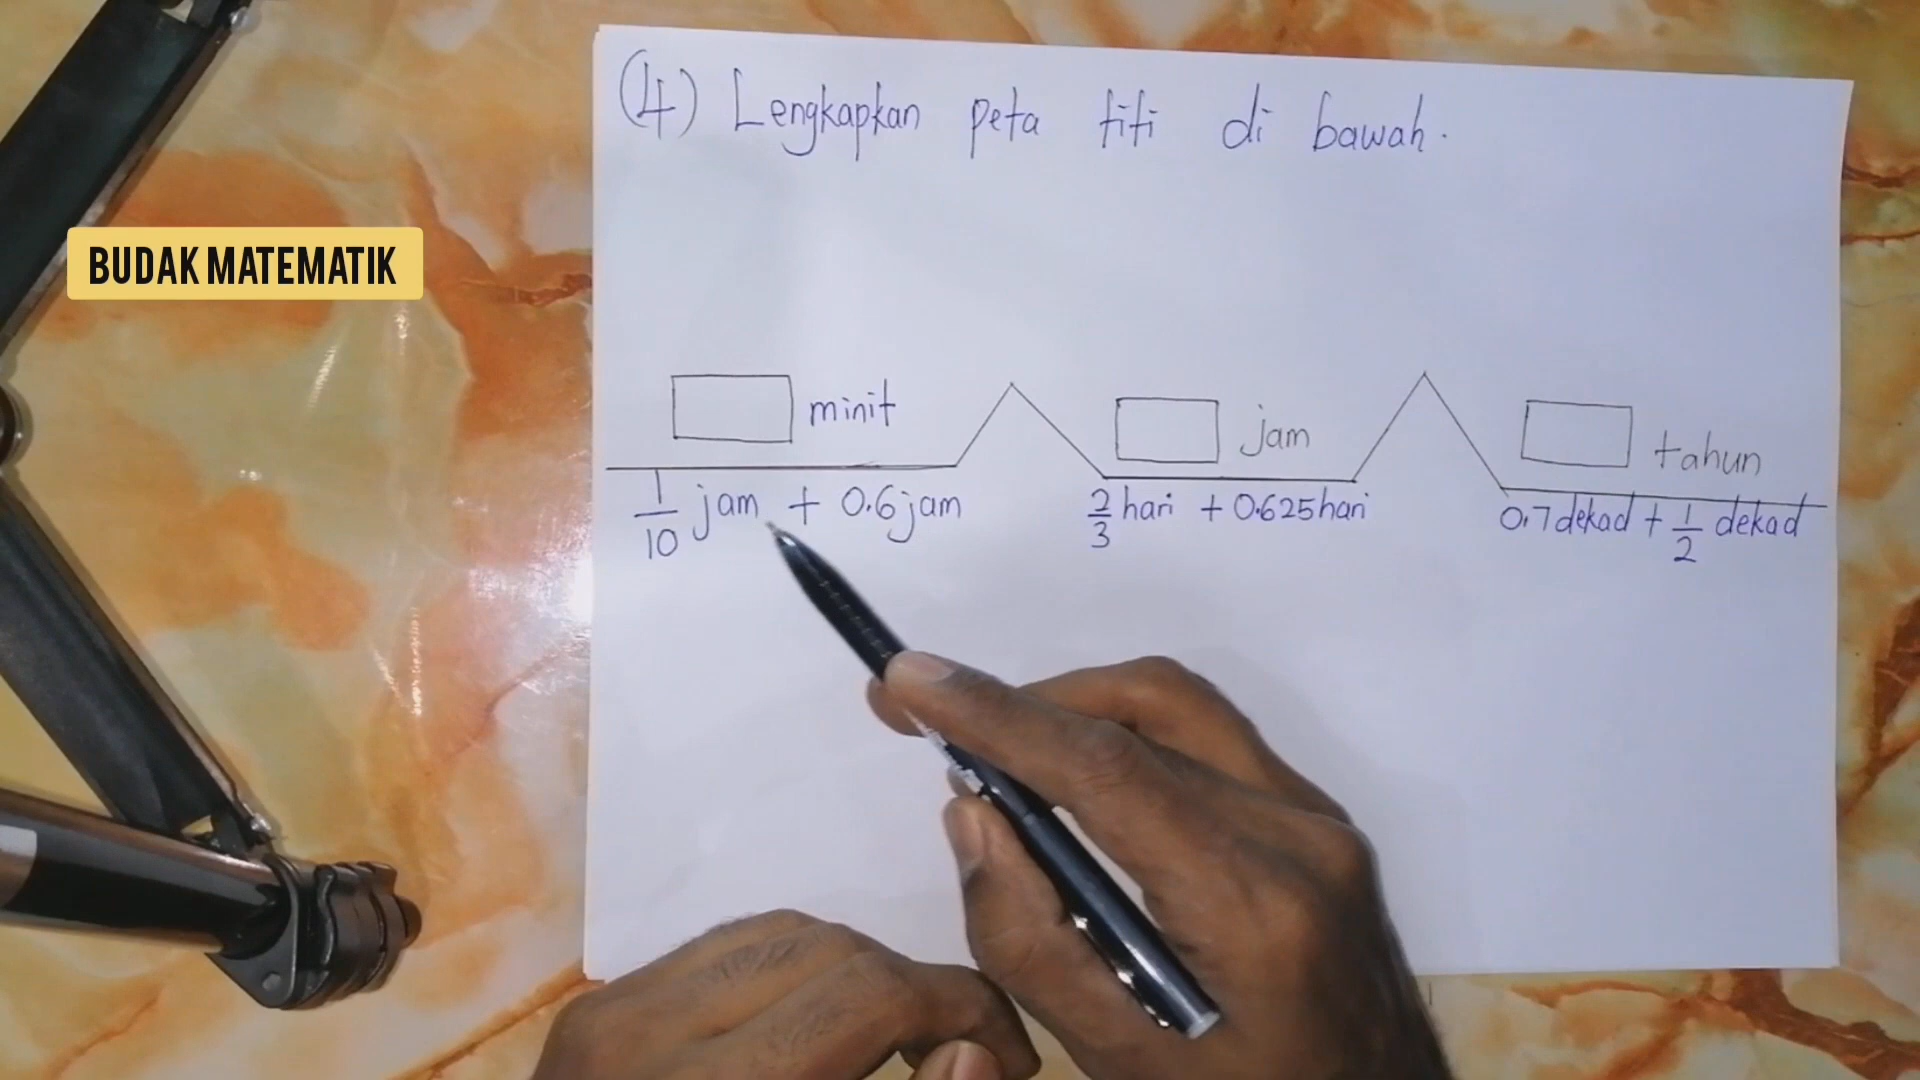 (4) Lengkapkan peta titi di bawah.
BUDAK MATEMATIK
minit
jam
tahun
1/10 jam + 0.6 jam
2/3 hari + 0.625 hari
0.7 dekad + 1/2 dekad